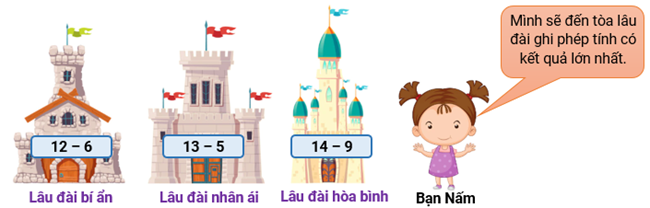 Mình sẽ đến tòa lâu
đài ghi phép tính có
kết quả lớn nhất.
12 – 6
13 – 5
14 – 9
Lâu đài bí ẩn
Lâu đài nhân ái
Lâu đài hòa bình
Bạn Nấm